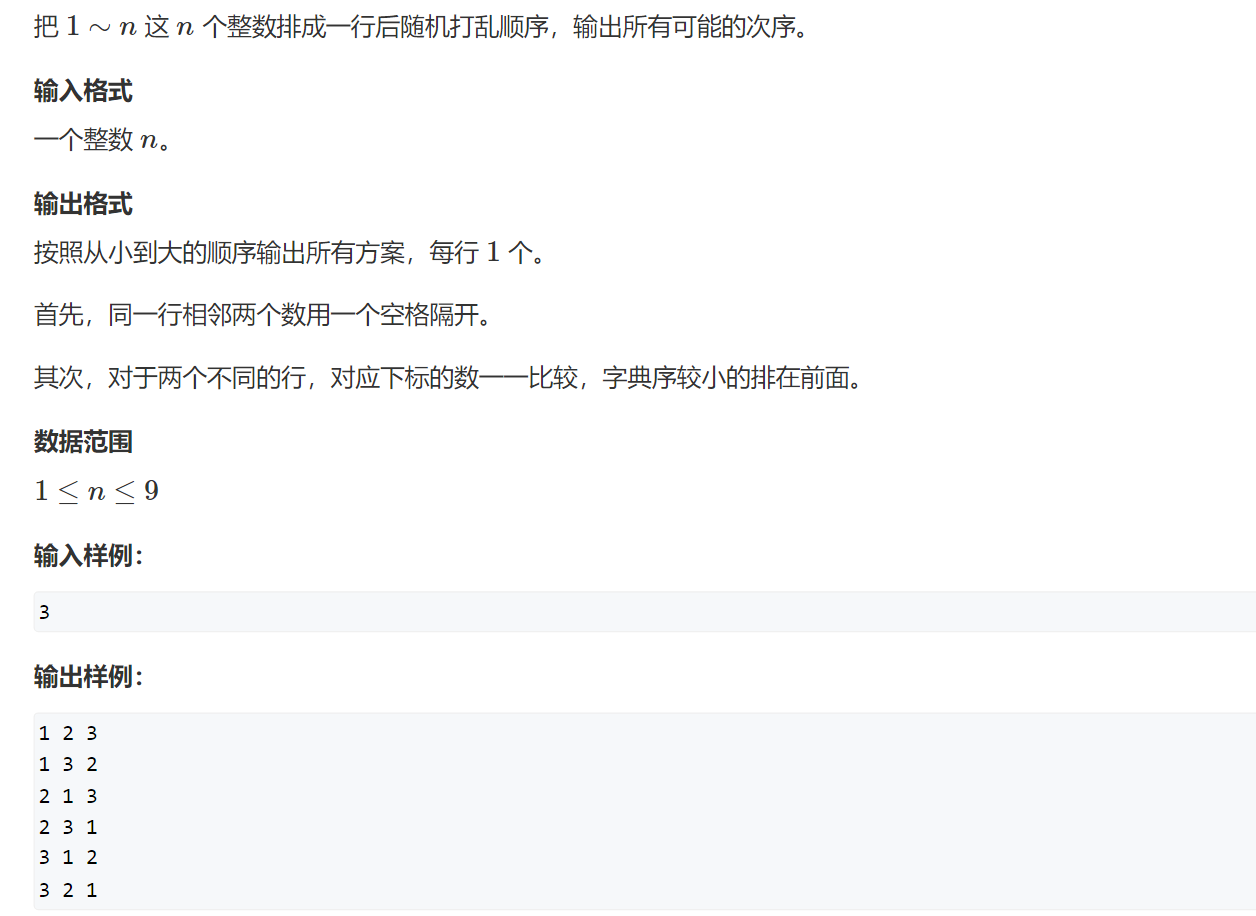 把 1 ∼ n 这 n 个整数排成一行后随机打乱顺序，输出所有可能的次序。
输入格式
一个整数 n。
输出格式
按照从小到大的顺序输出所有方案，每行 1 个。
首先，同一行相邻两个数用一个空格隔开。
其次，对于两个不同的行，对应下标的数一一比较，字典序较小的排在前面。
数据范围
1 ≤ n ≤ 9
输入样例：
3
输出样例：
1 2 3
1 3 2
2 1 3
2 3 1
3 1 2
3 2 1